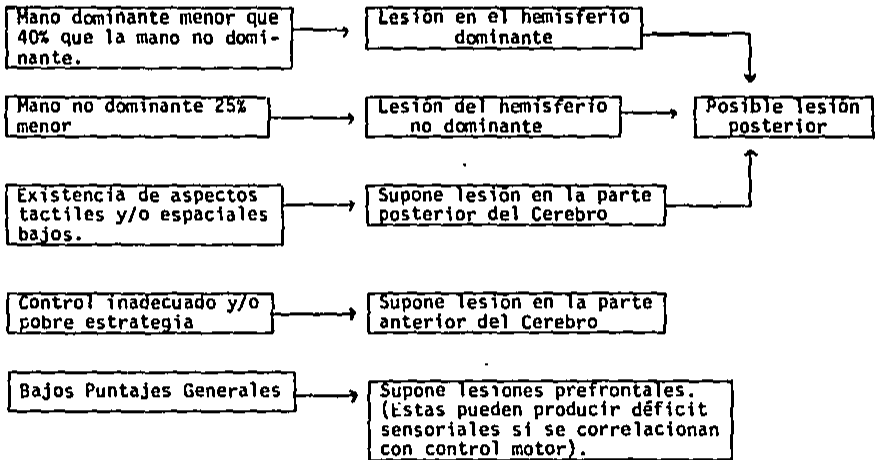 Mano dominante menor que
40% que la mano no domi-
nante.
Lesión en el hemisferio
dominante
Mano no dominante 25%
menor
Lesión del hemisferio
no dominante
Posible lesión
posterior
Existencia de aspectos
tactiles y/o espaciales
bajos.
Supone lesión en la parte
posterior del Cerebro
Control inadecuado y/o
pobre estrategia
Supone lesión en la parte
anterior del Cerebro
Bajos Puntajes Generales
Supone lesiones prefrontales.
(Estas pueden producir déficit
sensoriales si se correlacionan
con control motor).